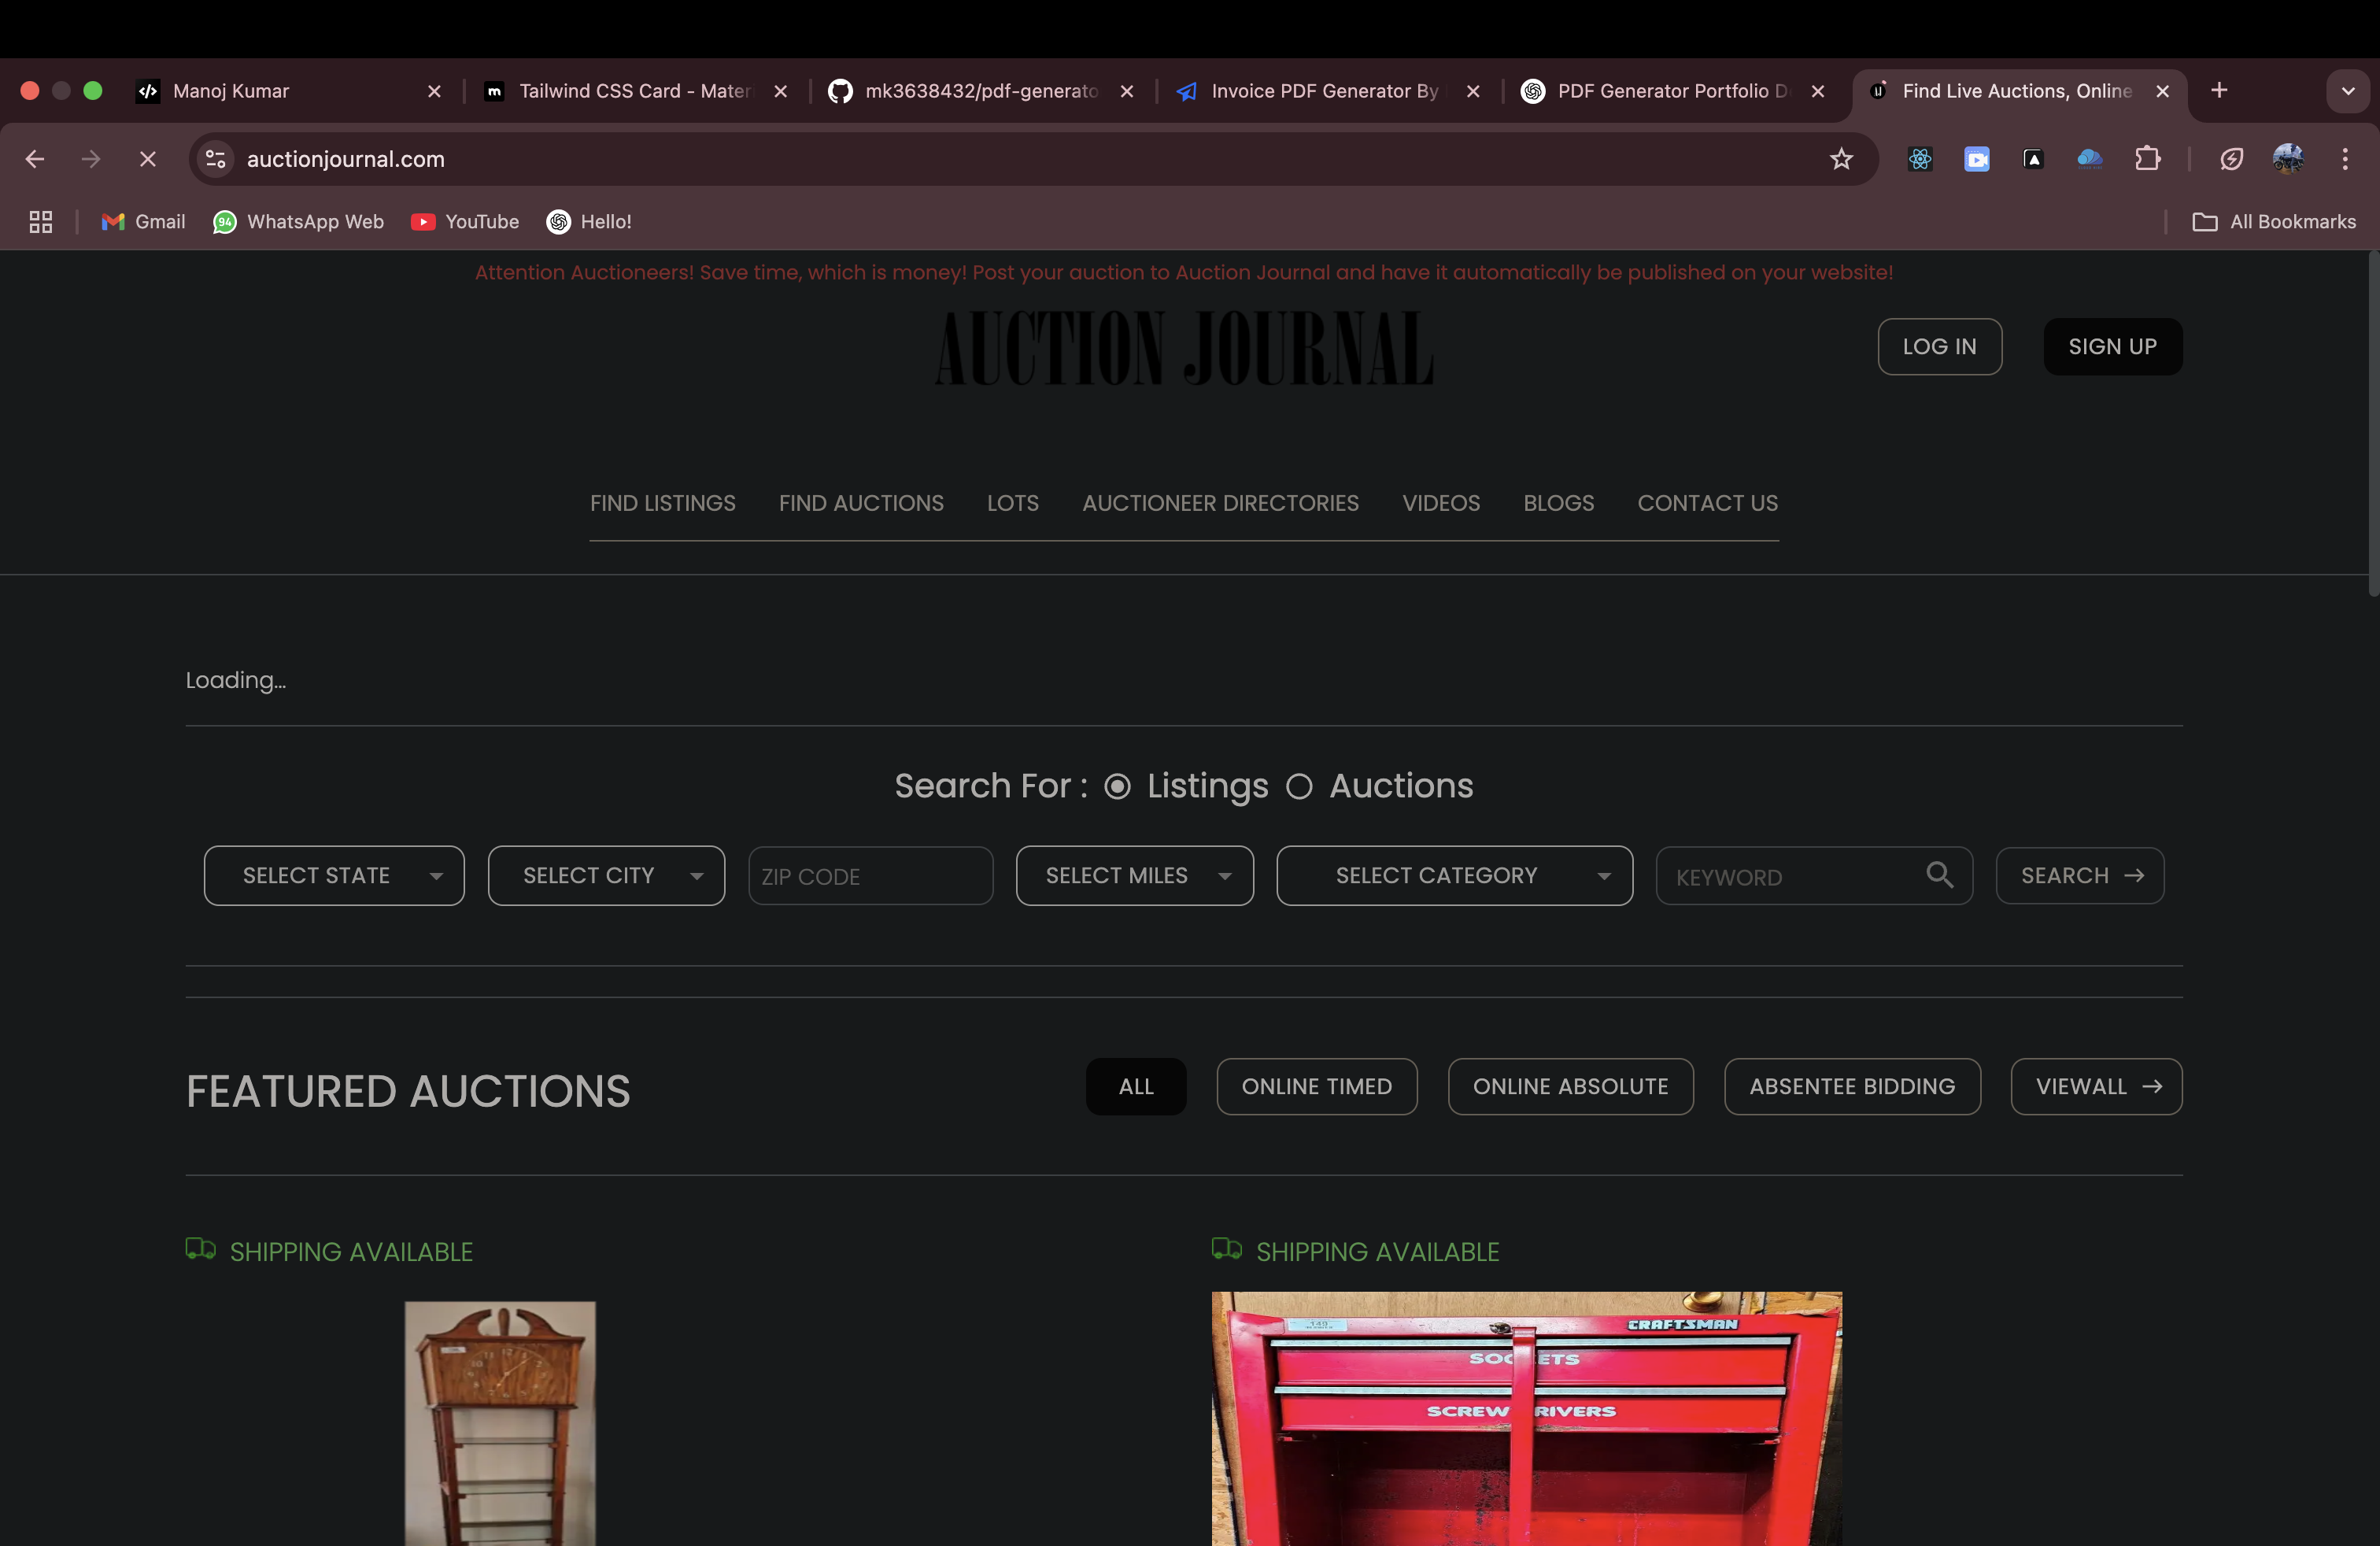 Manoj Kumar
Tailwind CSS Card - Mater
mk3638432/pdf-generato
Invoice PDF Generator By
PDF Generator Portfolio D
Find Live Auctions, Online
auctionjournal.com
Gmail
94
WhatsApp Web
YouTube
Hello!
All Bookmarks
Attention Auctioneers! Save time, which is money! Post your auction to Auction Journal and have it automatically be published on your website!
AUCTION JOURNAL
LOG IN
SIGN UP
FIND LISTINGS
FIND AUCTIONS
LOTS
AUCTIONEER DIRECTORIES
VIDEOS
BLOGS
CONTACT US
Loading...
Search For : Listings Auctions
SELECT STATE
SELECT CITY
ZIP CODE
SELECT MILES
SELECT CATEGORY
KEYWORD
SEARCH →
FEATURED AUCTIONS
ALL
ONLINE TIMED
ONLINE ABSOLUTE
ABSENTEE BIDDING
VIEWALL →
SHIPPING AVAILABLE
SHIPPING AVAILABLE
149
CRAFTSMAN